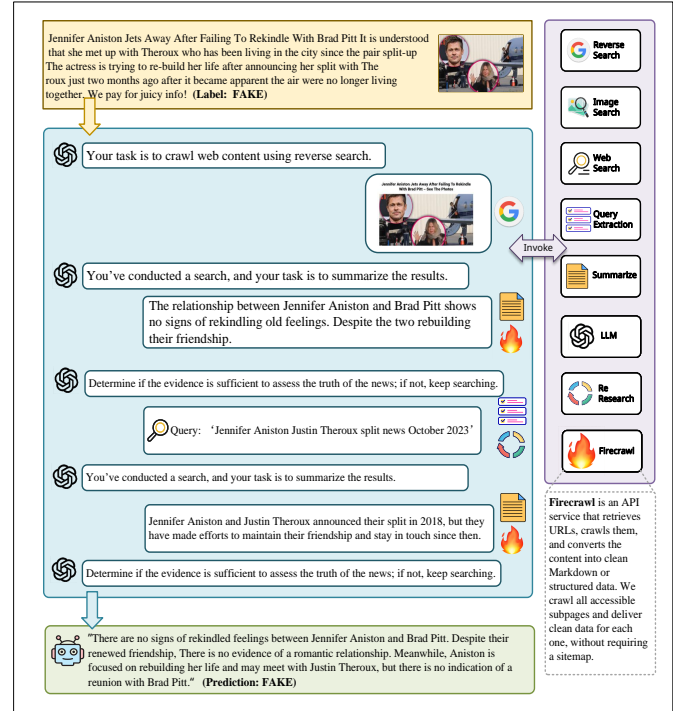 Jennifer Aniston Jets Away After Failing To Rekindle With Brad Pitt It is understood
that she met up with Theroux who has been living in the city since the pair split-up
The actress is trying to re-build her life after announcing her split with The
roux just two months ago after it became apparent the air were no longer living
together. We pay for juicy info! (Label: FAKE)
Your task is to crawl web content using reverse search.
Jennifer Aniston Jets Away After Failing To Rekindle
With Brad Pitt – See The Photos
You've conducted a search, and your task is to summarize the results.
The relationship between Jennifer Aniston and Brad Pitt shows
no signs of rekindling old feelings. Despite the two rebuilding
their friendship.
Determine if the evidence is sufficient to assess the truth of the news; if not, keep searching.
Query: ‘Jennifer Aniston Justin Theroux split news October 2023’
You've conducted a search, and your task is to summarize the results.
Jennifer Aniston and Justin Theroux announced their split in 2018, but they
have made efforts to maintain their friendship and stay in touch since then.
Determine if the evidence is sufficient to assess the truth of the news; if not, keep searching.
"There are no signs of rekindled feelings between Jennifer Aniston and Brad Pitt. Despite their
renewed friendship, There is no evidence of a romantic relationship. Meanwhile, Aniston is
focused on rebuilding her life and may meet with Justin Theroux, but there is no indication of a
reunion with Brad Pitt." (Prediction: FAKE)
Invoke
Reverse
Search
Image
Search
Web
Search
Query
Extraction
Summarize
LLM
Re
Research
Firecrawl
Firecrawl is an API
service that retrieves
URLs, crawls them,
and converts the
content into clean
Markdown or
structured data. We
crawl all accessible
subpages and deliver
clean data for each
one, without requiring
a sitemap.